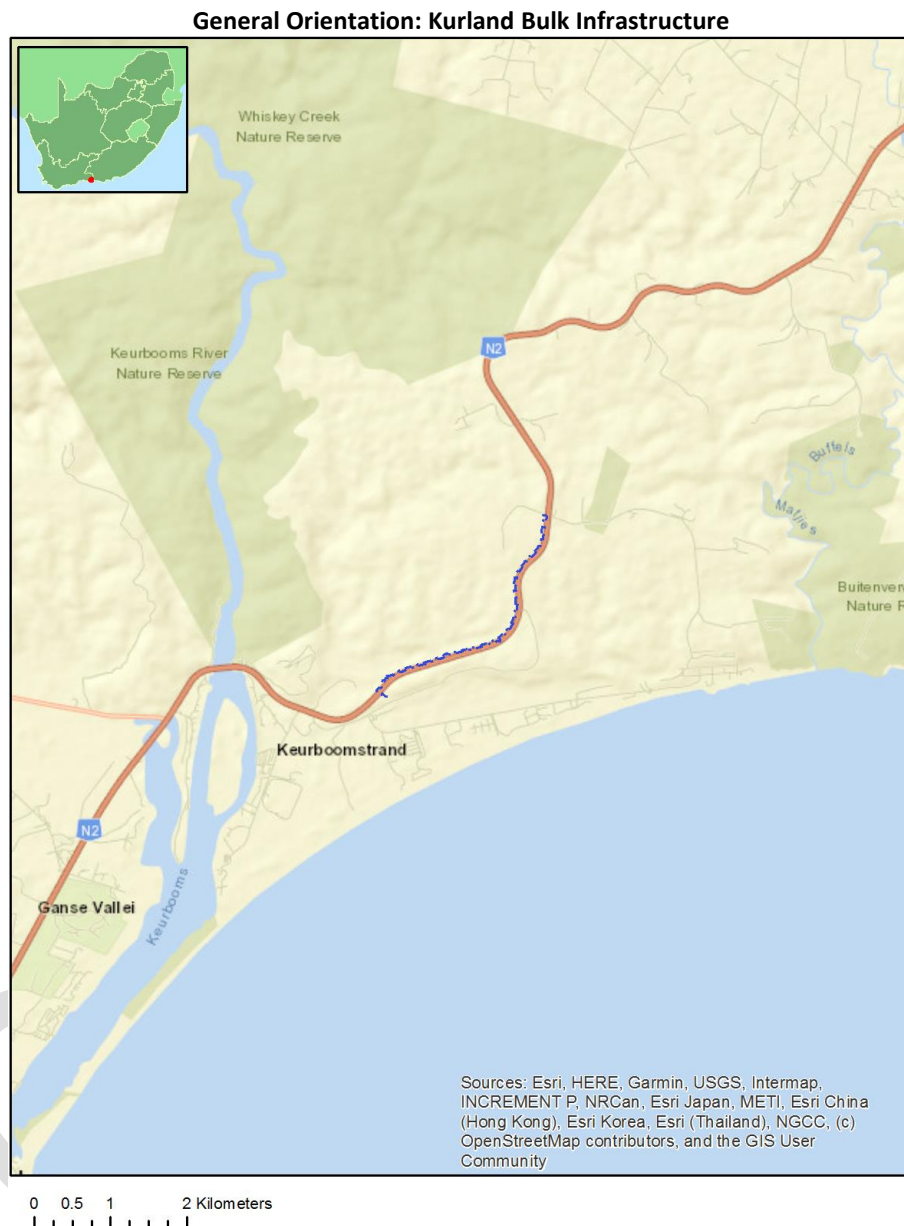 General Orientation: Kurland Bulk Infrastructure
Whiskey Creek
Nature Reserve
N2
Keurbooms River
Nature Reserve
Buffels
Matjies
Buitenver
Nature R
Keurboomstrand
N2
Ganse Vallei
Keurbooms
Sources: Esri, HERE, Garmin, USGS, Intermap,
INCREMENT P, NRCan, Esri Japan, METI, Esri China
(Hong Kong), Esri Korea, Esri (Thailand), NGCC, (c)
OpenStreetMap contributors, and the GIS User
Community
0 0.5 1 2 Kilometers